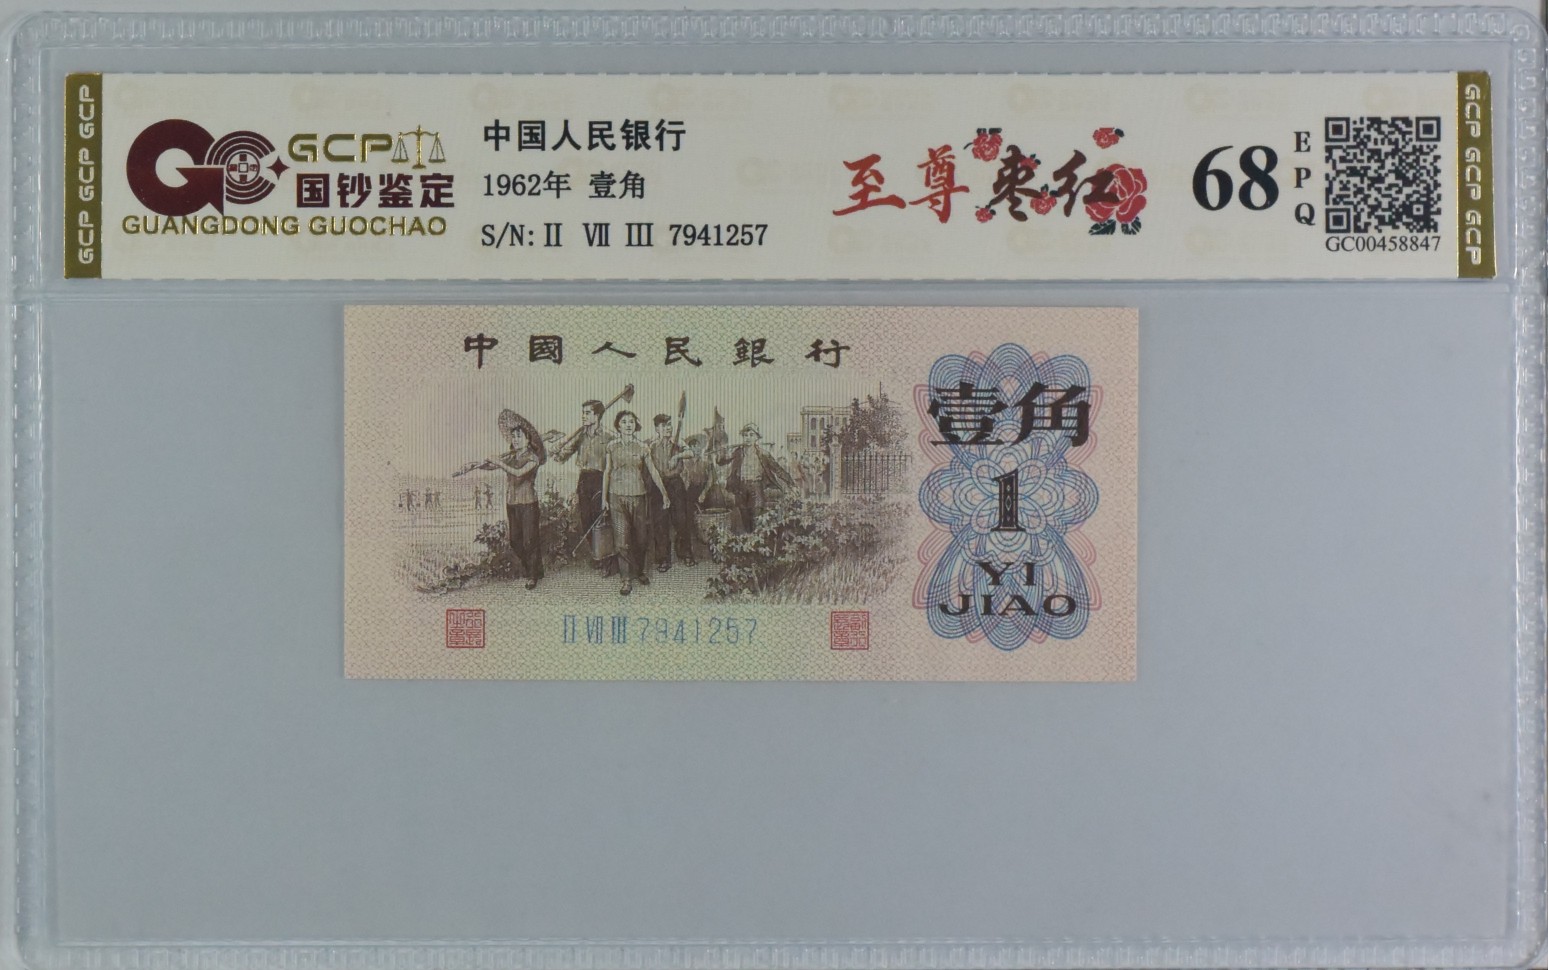 GCP GCP GCP
GCP
国钞鉴定
GUANGDONG GUOCHAO
中国人民银行
1962年 壹角
S/N: II VII III 7941257
至尊枣红
68
EPQ
GC00458847
GCP GCP GCP
中國人民銀行
壹角
1
YI
JIAO
II VII III 7941257